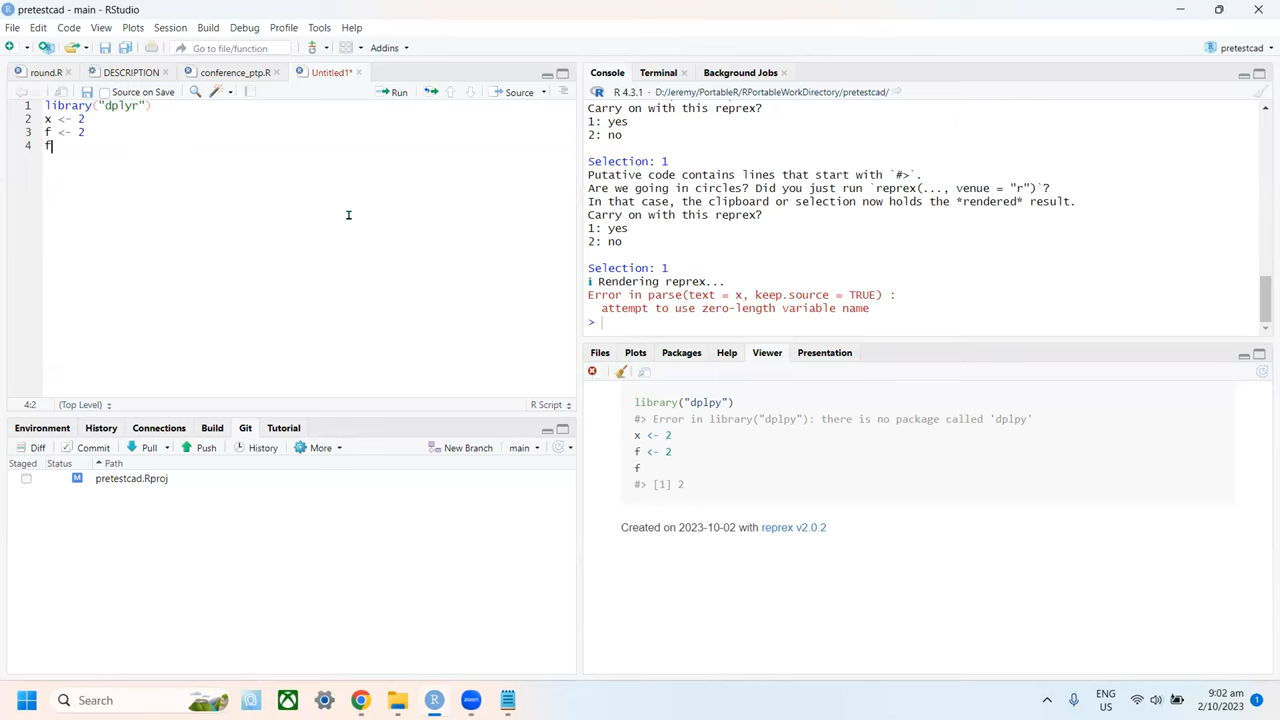 pretestcad - main - RStudio
File Edit Code View Plots Session Build Debug Profile Tools Help
Go to file/function Addins pretestcad
round.R DESCRIPTION conference_ptp.R Untitled1*
Source on Save Run Source
1 library("dplyr")
2 x <- 2
3 f <- 2
4 f
4:2 (Top Level) R Script
Console Terminal Background Jobs
R 4.3.1 · D:/Jeremy/PortableR/RPortableWorkDirectory/pretestcad/
Carry on with this reprex?
1: yes
2: no
Selection: 1
Putative code contains lines that start with `#>`.
Are we going in circles? Did you just run `reprex(..., venue = "r")`?
In that case, the clipboard or selection now holds the *rendered* result.
Carry on with this reprex?
1: yes
2: no
Selection: 1
i Rendering reprex...
Error in parse(text = x, keep.source = TRUE) :
attempt to use zero-length variable name
>
Environment History Connections Build Git Tutorial
Diff Commit Pull Push History More New Branch main
Staged Status Path
M pretestcad.Rproj
Files Plots Packages Help Viewer Presentation
library("dplpy")
#> Error in library("dplpy"): there is no package called 'dplpy'
x <- 2
f <- 2
f
#> [1] 2
Created on 2023-10-02 with reprex v2.0.2
Search
zoom
ENG
US
9:02 am
2/10/2023
1